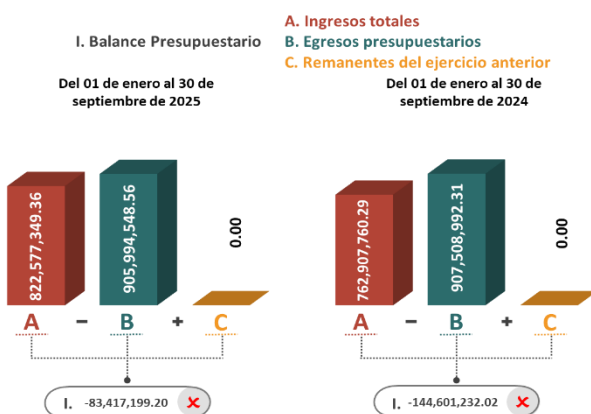 I. Balance Presupuestario
A. Ingresos totales
B. Egresos presupuestarios
C. Remanentes del ejercicio anterior
Del 01 de enero al 30 de
septiembre de 2025
822,577,349.36
905,994,548.56
0.00
A – B + C
I. -83,417,199.20 ✗
Del 01 de enero al 30 de
septiembre de 2024
762,907,760.29
907,508,992.31
0.00
A – B + C
I. -144,601,232.02 ✗